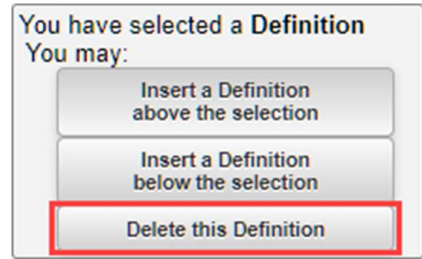 You have selected a Definition
You may:
Insert a Definition
above the selection
Insert a Definition
below the selection
Delete this Definition